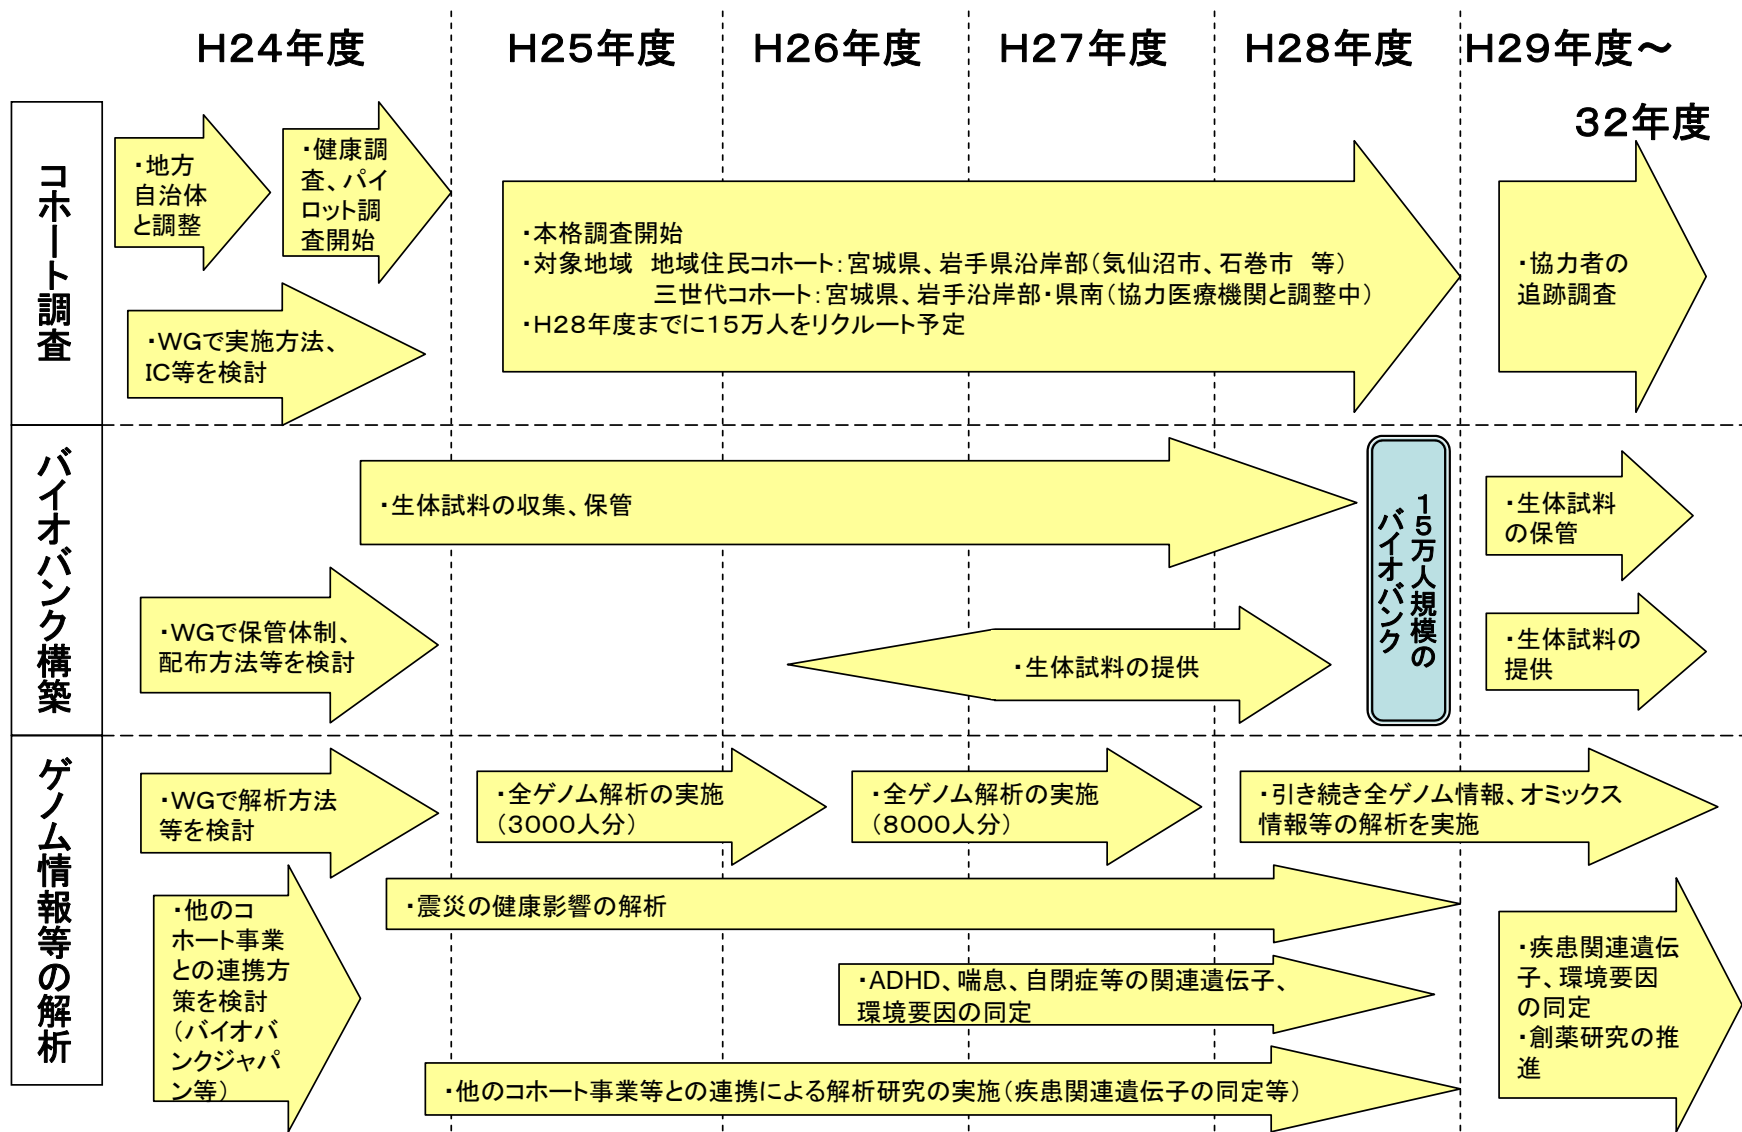 H24年度
H25年度
H26年度
H27年度
H28年度
H29年度～
32年度
コホート調査
・地方
自治体
と調整
・健康調
査、パイ
ロット調
査開始
・WGで実施方法、
IC等を検討
・本格調査開始
・対象地域　地域住民コホート：宮城県、岩手県沿岸部（気仙沼市、石巻市　等）
三世代コホート：宮城県、岩手沿岸部・県南（協力医療機関と調整中）
・H28年度までに15万人をリクルート予定
・協力者の
追跡調査
バイオバンク構築
・生体試料の収集、保管
・WGで保管体制、
配布方法等を検討
・生体試料の提供
15万人規模の
バイオバンク
・生体試料
の保管
・生体試料の
提供
ゲノム情報等の解析
・WGで解析方法
等を検討
・全ゲノム解析の実施
（3000人分）
・全ゲノム解析の実施
（8000人分）
・引き続き全ゲノム情報、オミックス
情報等の解析を実施
・他のコ
ホート事業
との連携方
策を検討
（バイオバ
ンクジャパ
ン等）
・震災の健康影響の解析
・ADHD、喘息、自閉症等の関連遺伝子、
環境要因の同定
・他のコホート事業等との連携による解析研究の実施（疾患関連遺伝子の同定等）
・疾患関連遺伝
子、環境要因
の同定
・創薬研究の推
進